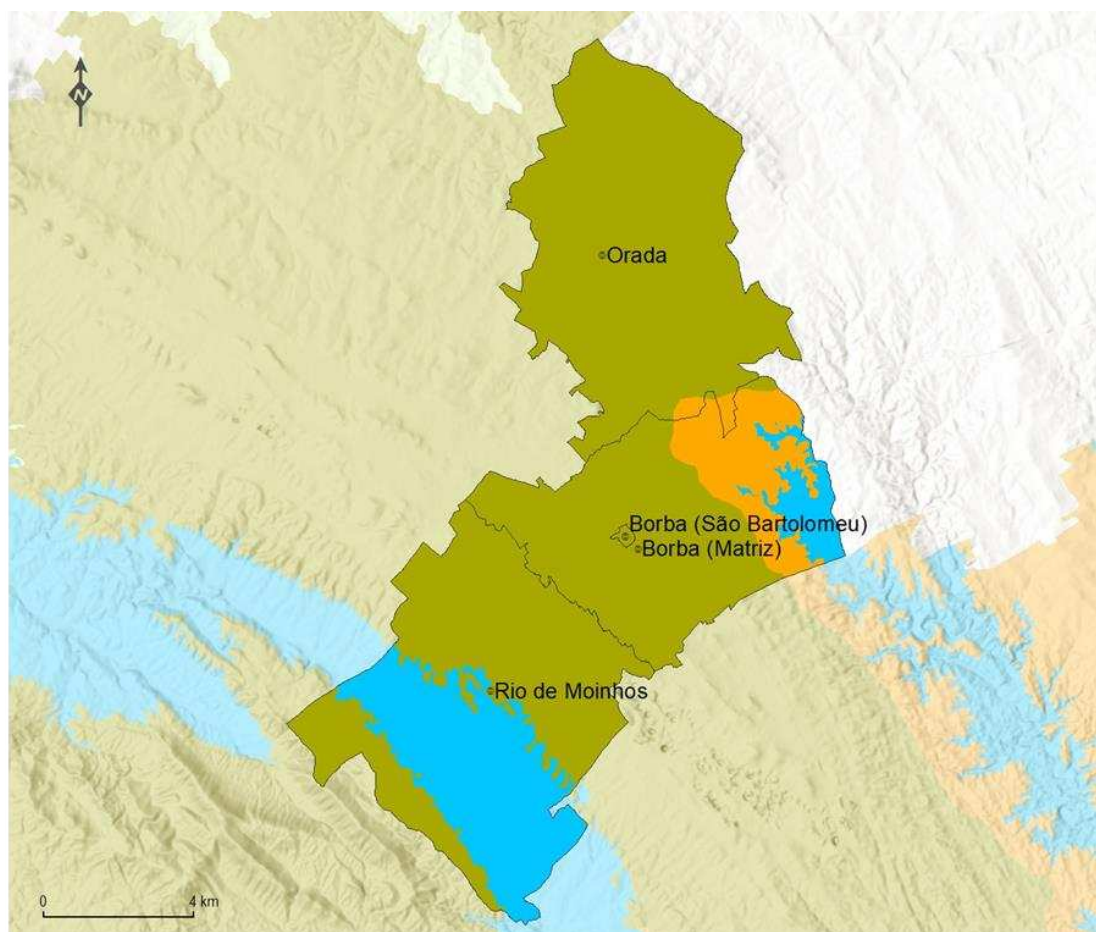 N
Orada
Borba (São Bartolomeu)
Borba (Matriz)
Rio de Moinhos
0 4 km